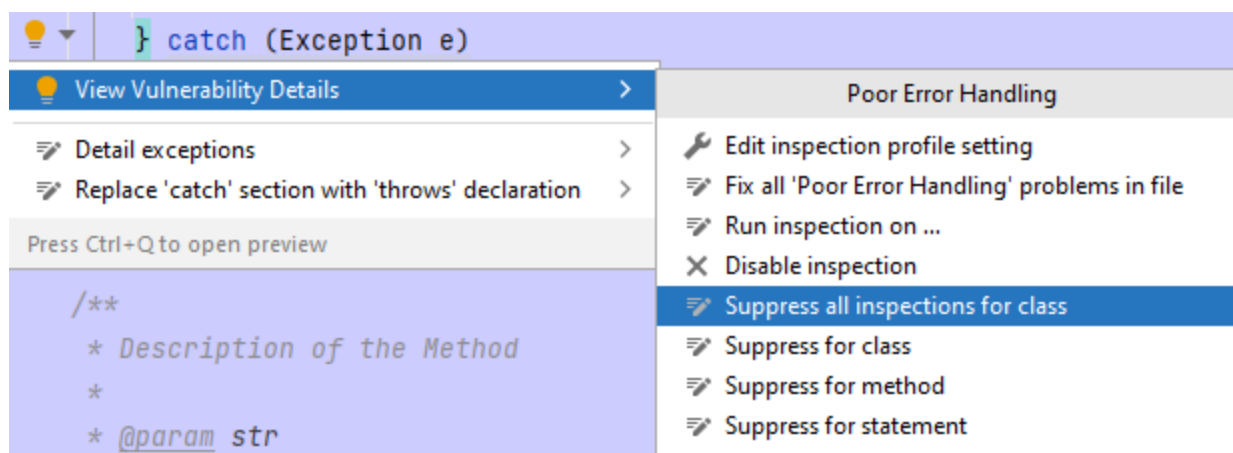 } catch (Exception e)
View Vulnerability Details
Detail exceptions
Replace 'catch' section with 'throws' declaration
Press Ctrl+Q to open preview
/**
* Description of the Method
*
* @param str
Poor Error Handling
Edit inspection profile setting
Fix all 'Poor Error Handling' problems in file
Run inspection on ...
Disable inspection
Suppress all inspections for class
Suppress for class
Suppress for method
Suppress for statement